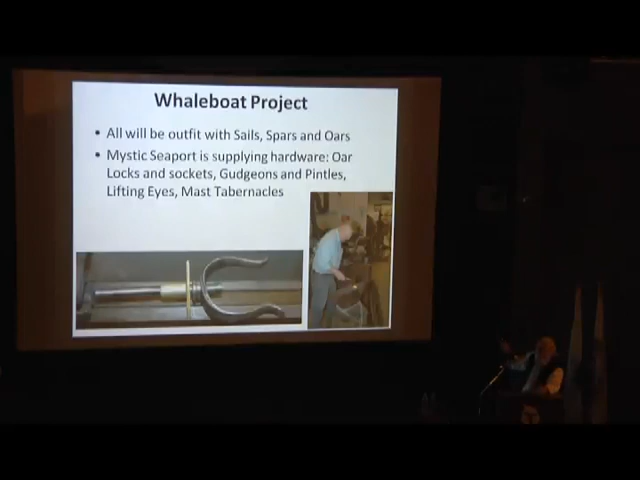 Whaleboat Project
• All will be outfit with Sails, Spars and Oars
• Mystic Seaport is supplying hardware: Oar
Locks and sockets, Gudgeons and Pintles,
Lifting Eyes, Mast Tabernacles